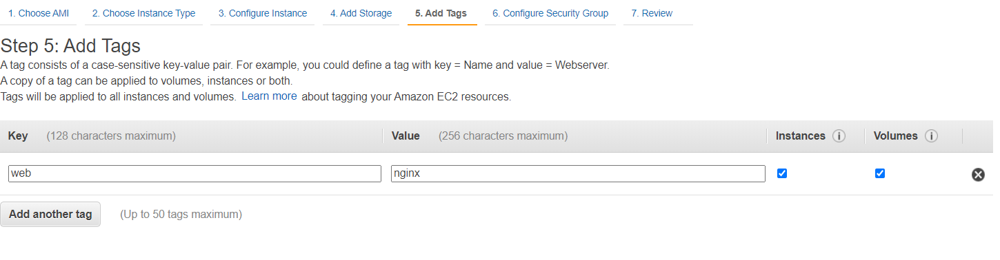 1. Choose AMI 2. Choose Instance Type 3. Configure Instance 4. Add Storage 5. Add Tags 6. Configure Security Group 7. Review
Step 5: Add Tags
A tag consists of a case-sensitive key-value pair. For example, you could define a tag with key = Name and value = Webserver.
A copy of a tag can be applied to volumes, instances or both.
Tags will be applied to all instances and volumes. Learn more about tagging your Amazon EC2 resources.
Key (128 characters maximum) Value (256 characters maximum) Instances i Volumes i
web nginx
Add another tag (Up to 50 tags maximum)